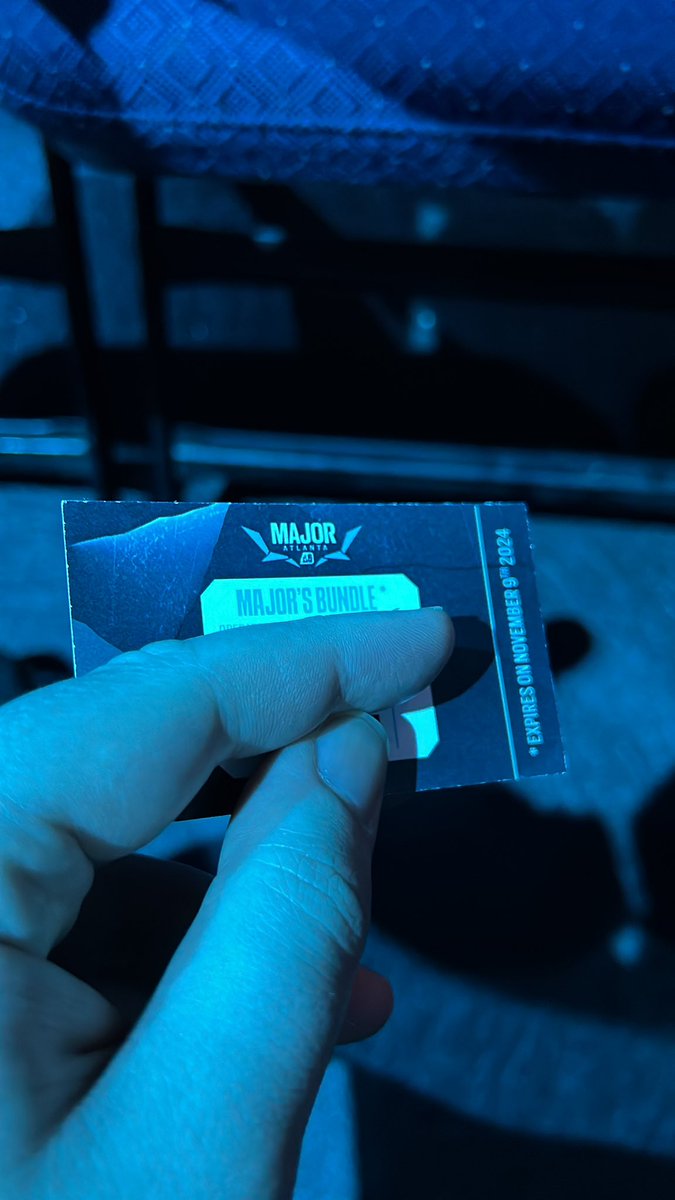 MAJOR
ATLANTA
MAJOR'S BUNDLE*
* EXPIRES ON NOVEMBER 9TH 2024